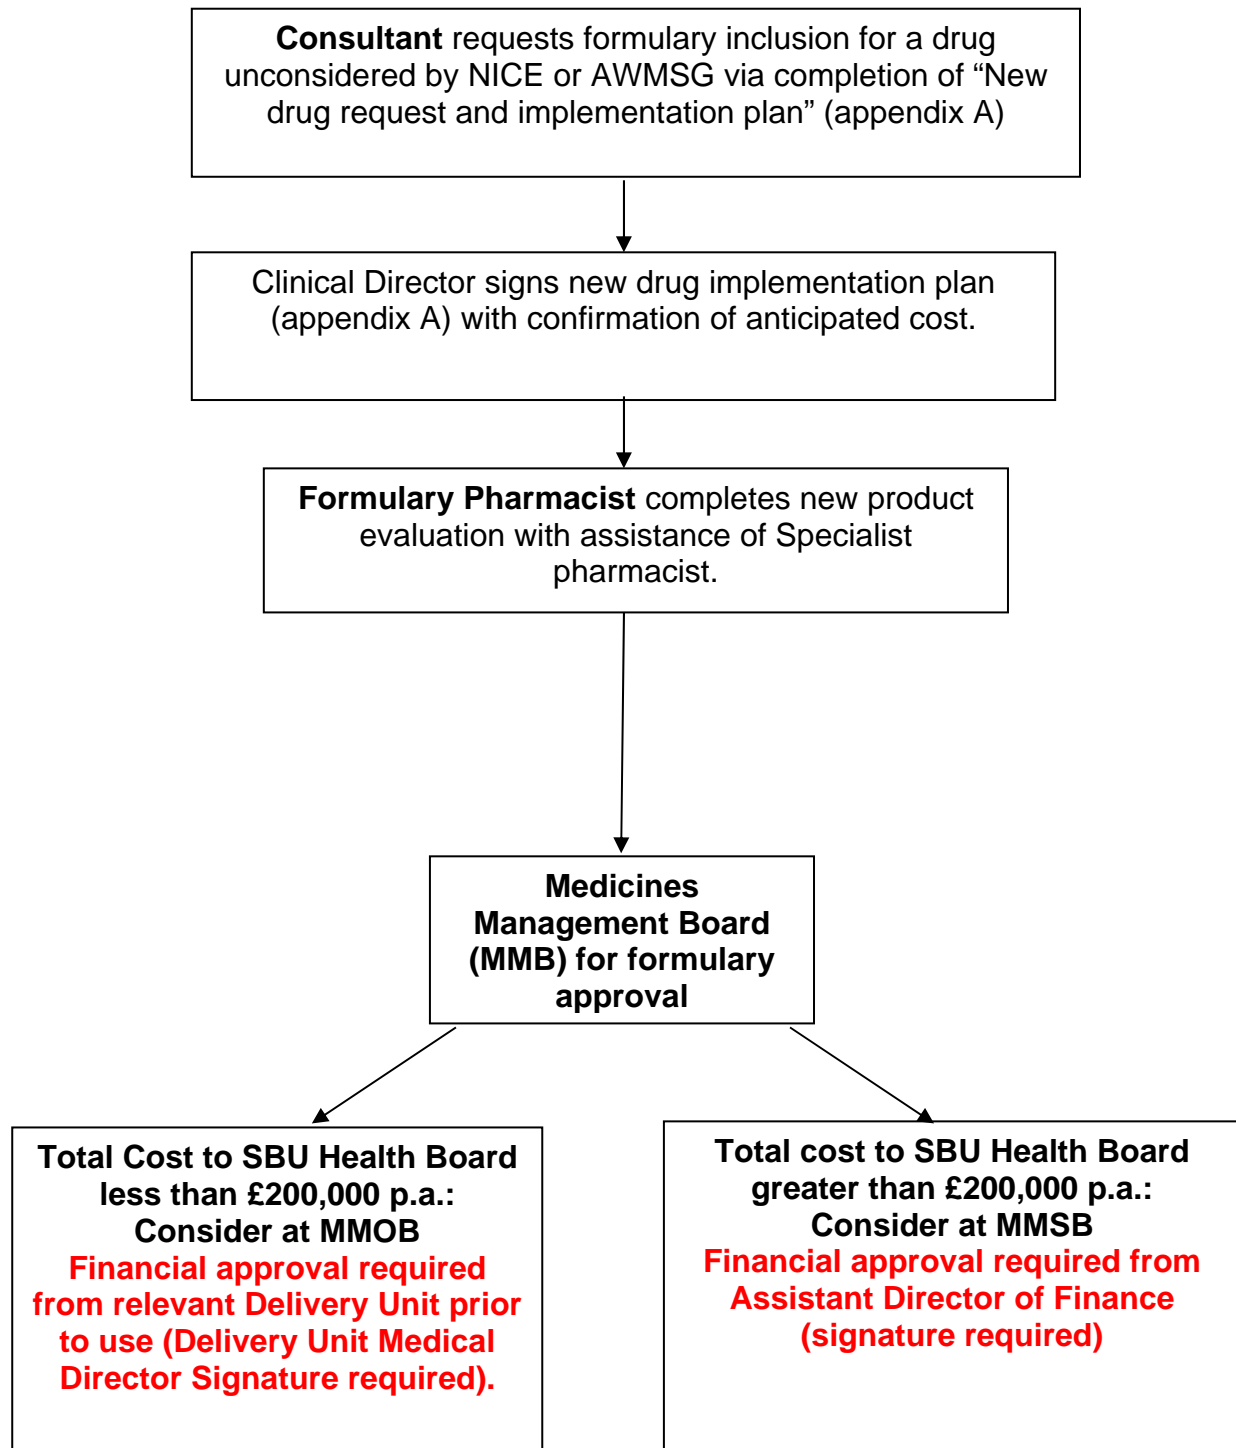 Consultant requests formulary inclusion for a drug
unconsidered by NICE or AWMSG via completion of “New
drug request and implementation plan” (appendix A)
Clinical Director signs new drug implementation plan
(appendix A) with confirmation of anticipated cost.
Formulary Pharmacist completes new product
evaluation with assistance of Specialist
pharmacist.
Medicines
Management Board
(MMB) for formulary
approval
Total Cost to SBU Health Board
less than £200,000 p.a.:
Consider at MMOB
Financial approval required
from relevant Delivery Unit prior
to use (Delivery Unit Medical
Director Signature required).
Total cost to SBU Health Board
greater than £200,000 p.a.:
Consider at MMSB
Financial approval required from
Assistant Director of Finance
(signature required)